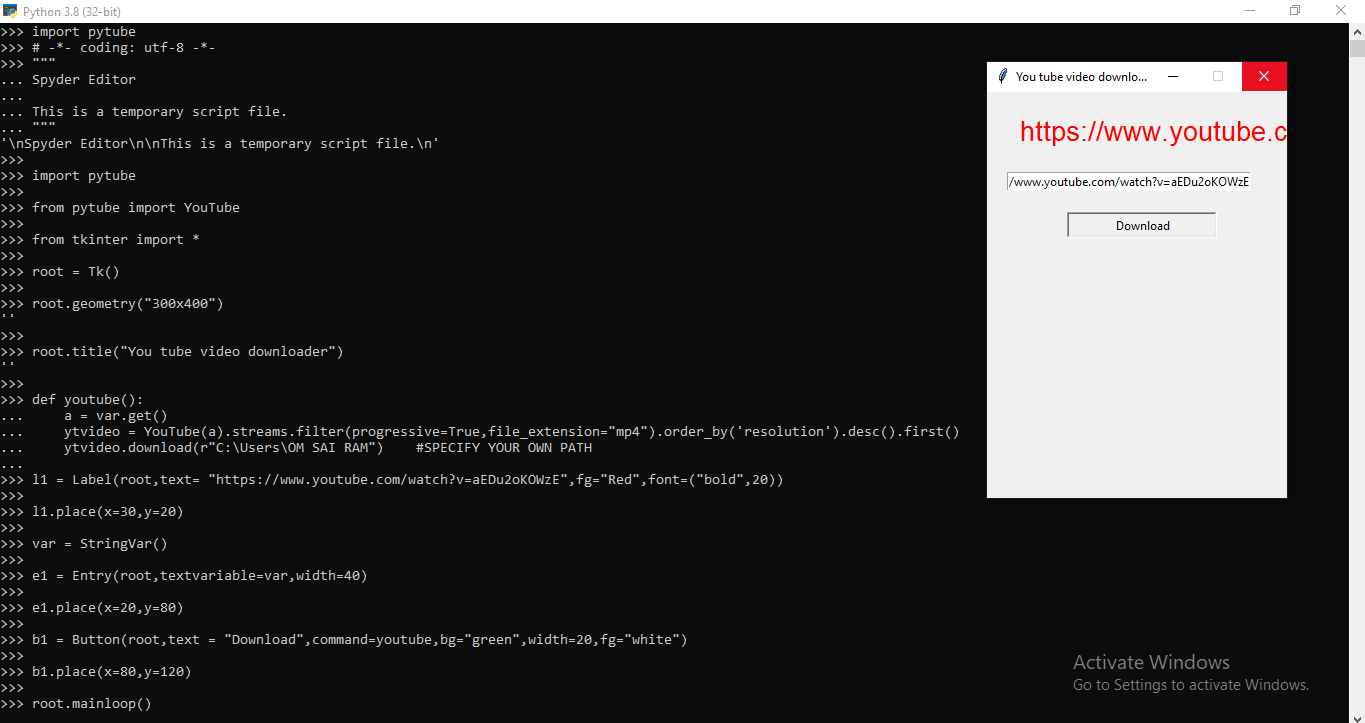 Python 3.8 (32-bit)
>>> import pytube
>>> # -*- coding: utf-8 -*-
>>> """
... Spyder Editor
...
... This is a temporary script file.
... """
'\nSpyder Editor\n\nThis is a temporary script file.\n'
>>>
>>> import pytube
>>>
>>> from pytube import YouTube
>>>
>>> from tkinter import *
>>>
>>> root = Tk()
>>>
>>> root.geometry("300x400")
''
>>>
>>> root.title("You tube video downloader")
''
>>>
>>> def youtube():
...     a = var.get()
...     ytvideo = YouTube(a).streams.filter(progressive=True,file_extension="mp4").order_by('resolution').desc().first()
...     ytvideo.download(r"C:\Users\OM SAI RAM")    #SPECIFY YOUR OWN PATH
...
>>> l1 = Label(root,text= "https://www.youtube.com/watch?v=aEDu2oKOWzE",fg="Red",font=("bold",20))
>>>
>>> l1.place(x=30,y=20)
>>>
>>> var = StringVar()
>>>
>>> e1 = Entry(root,textvariable=var,width=40)
>>>
>>> e1.place(x=20,y=80)
>>>
>>> b1 = Button(root,text = "Download",command=youtube,bg="green",width=20,fg="white")
>>>
>>> b1.place(x=80,y=120)
>>>
>>> root.mainloop()
You tube video downlo...
https://www.youtube.c
/www.youtube.com/watch?v=aEDu2oKOWzE
Download
Activate Windows
Go to Settings to activate Windows.